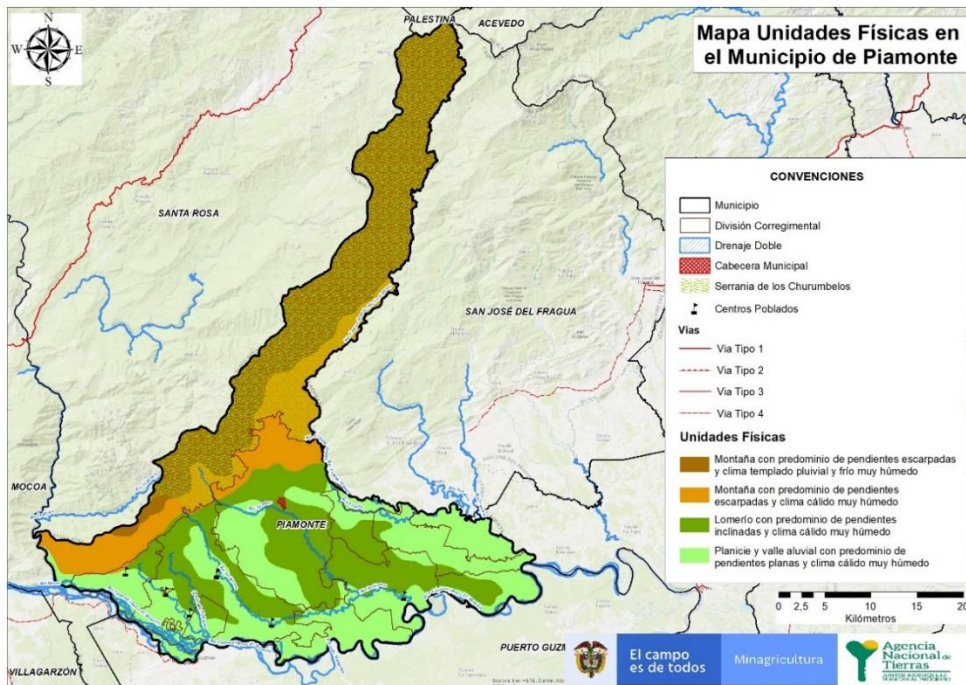 PALESTINA
ACEVEDO
Mapa Unidades Físicas en
el Municipio de Piamonte
N
W
E
S
SANTA ROSA
SAN JOSÉ DEL FRAGUA
MOCOA
PIAMONTE
VILLAGARZÓN
PUERTO GUZM
CONVENCIONES
Municipio
División Corregimental
Drenaje Doble
Cabecera Municipal
Serrania de los Churumbelos
Centros Poblados
Vías
Via Tipo 1
Via Tipo 2
Via Tipo 3
Via Tipo 4
Unidades Físicas
Montaña con predominio de pendientes escarpadas
y clima templado pluvial y frío muy húmedo
Montaña con predominio de pendientes
escarpadas y clima cálido muy húmedo
Lomerío con predominio de pendientes
inclinadas y clima cálido muy húmedo
Planicie y valle aluvial con predominio de
pendientes planas y clima cálido muy húmedo
0 2,5 5 10 15 20
Kilómetros
El campo
es de todos
Minagricultura
Agencia
Nacional de
Tierras